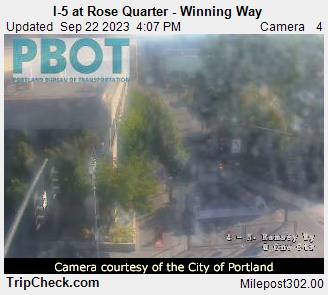 I-5 at Rose Quarter - Winning Way
Updated Sep 22 2023 4:07 PM Camera 4
PBOT
PORTLAND BUREAU OF TRANSPORTATION
Camera courtesy of the City of Portland
TripCheck.com Milepost302.00